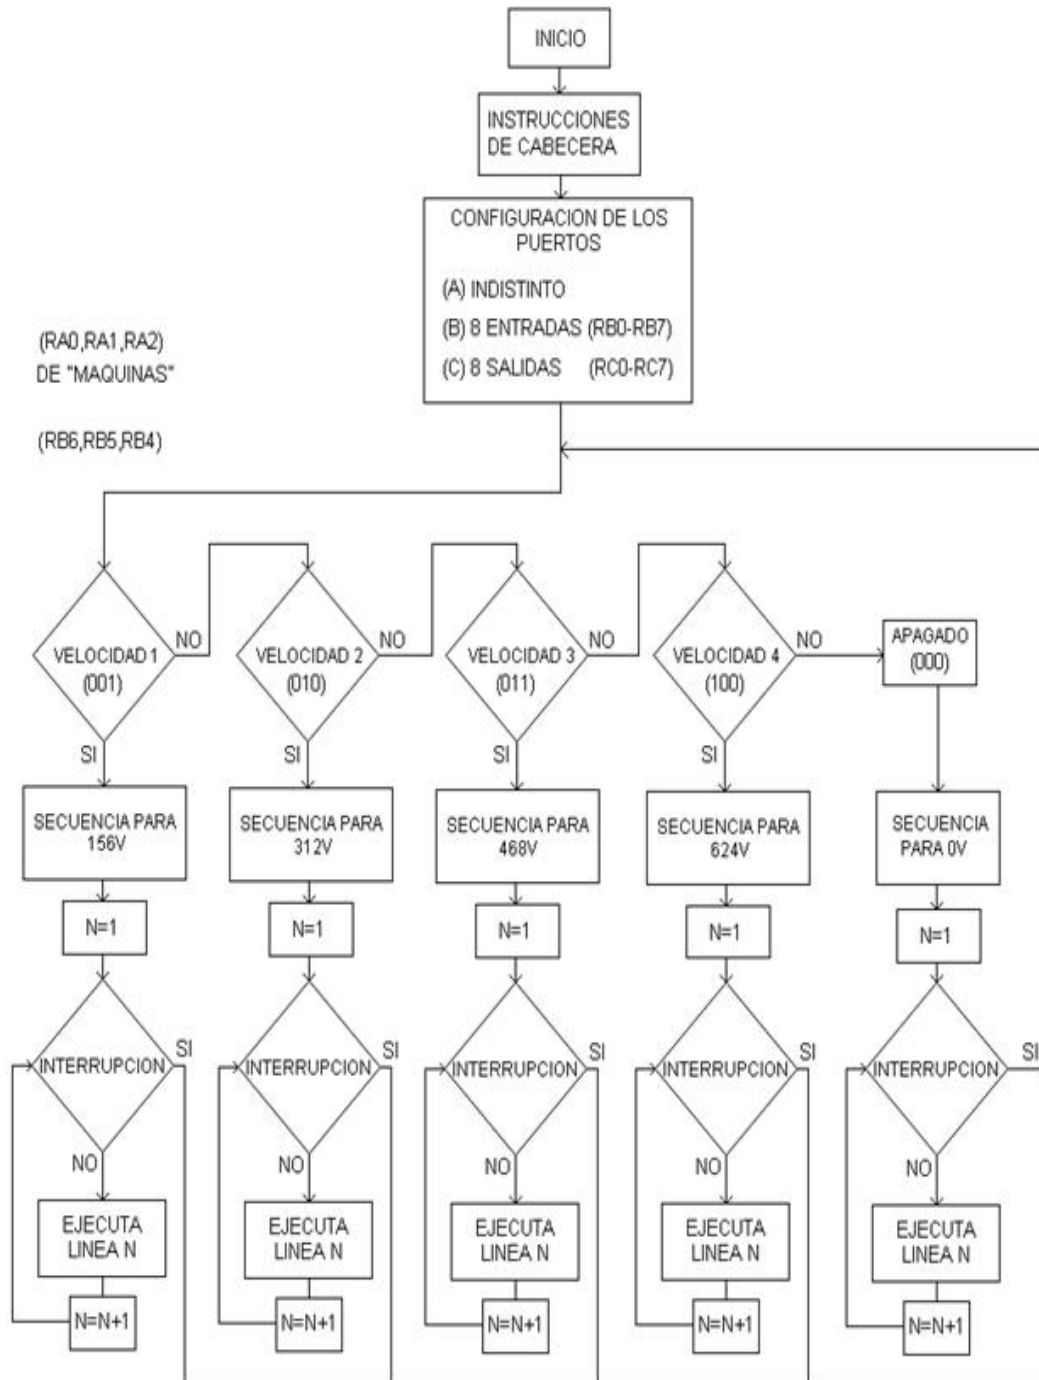 INICIO
INSTRUCCIONES
DE CABECERA
CONFIGURACION DE LOS
PUERTOS
(A) INDISTINTO
(B) 8 ENTRADAS (RB0-RB7)
(C) 8 SALIDAS (RC0-RC7)
(RA0,RA1,RA2)
DE "MAQUINAS"
(RB6,RB5,RB4)
VELOCIDAD 1
(001)
NO
SI
VELOCIDAD 2
(010)
NO
SI
VELOCIDAD 3
(011)
NO
SI
VELOCIDAD 4
(100)
NO
SI
APAGADO
(000)
SECUENCIA PARA
156V
SECUENCIA PARA
312V
SECUENCIA PARA
468V
SECUENCIA PARA
624V
SECUENCIA
PARA 0V
N=1
N=1
N=1
N=1
N=1
INTERRUPCION
SI
NO
INTERRUPCION
SI
NO
INTERRUPCION
SI
NO
INTERRUPCION
SI
NO
INTERRUPCION
SI
NO
EJECUTA
LINEA N
EJECUTA
LINEA N
EJECUTA
LINEA N
EJECUTA
LINEA N
EJECUTA
LINEA N
N=N+1
N=N+1
N=N+1
N=N+1
N=N+1